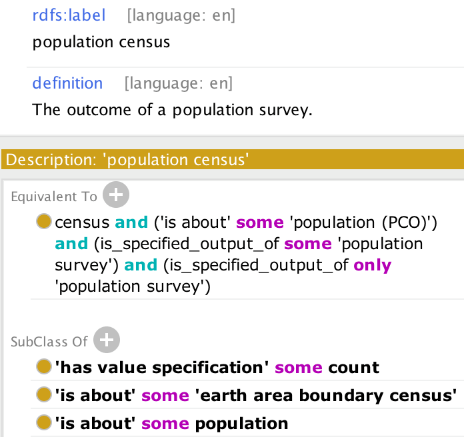 rdfs:label [language: en]
population census
definition [language: en]
The outcome of a population survey.
Description: 'population census'
Equivalent To
census and ('is about' some 'population (PCO)')
and (is_specified_output_of some 'population
survey') and (is_specified_output_of only
'population survey')
SubClass Of
'has value specification' some count
'is about' some 'earth area boundary census'
'is about' some population